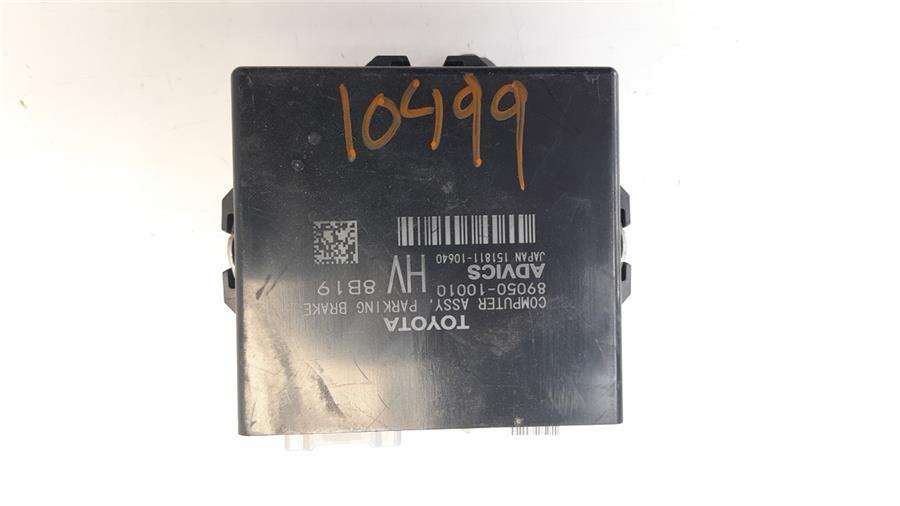 10499
TOYOTA
COMPUTER ASSY, PARKING BRAKE
89050-10010
ADVICS
HV 8B19
JAPAN 151811-10640